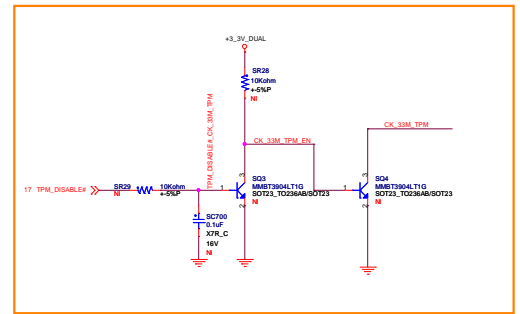 +3_3V_DUAL
SR28
10Kohm
+-5%P
NI
TPM_DISABLE#_CK_33M_TPM
CK_33M_TPM_EN
CK_33M_TPM
17 TPM_DISABLE#
SR29
10Kohm
+-5%P
NI
1
3
2
SQ3
MMBT3904LT1G
SOT23_TO236AB/SOT23
NI
1
3
2
SQ4
MMBT3904LT1G
SOT23_TO236AB/SOT23
NI
SC700
0.1uF
X7R_C
16V
NI